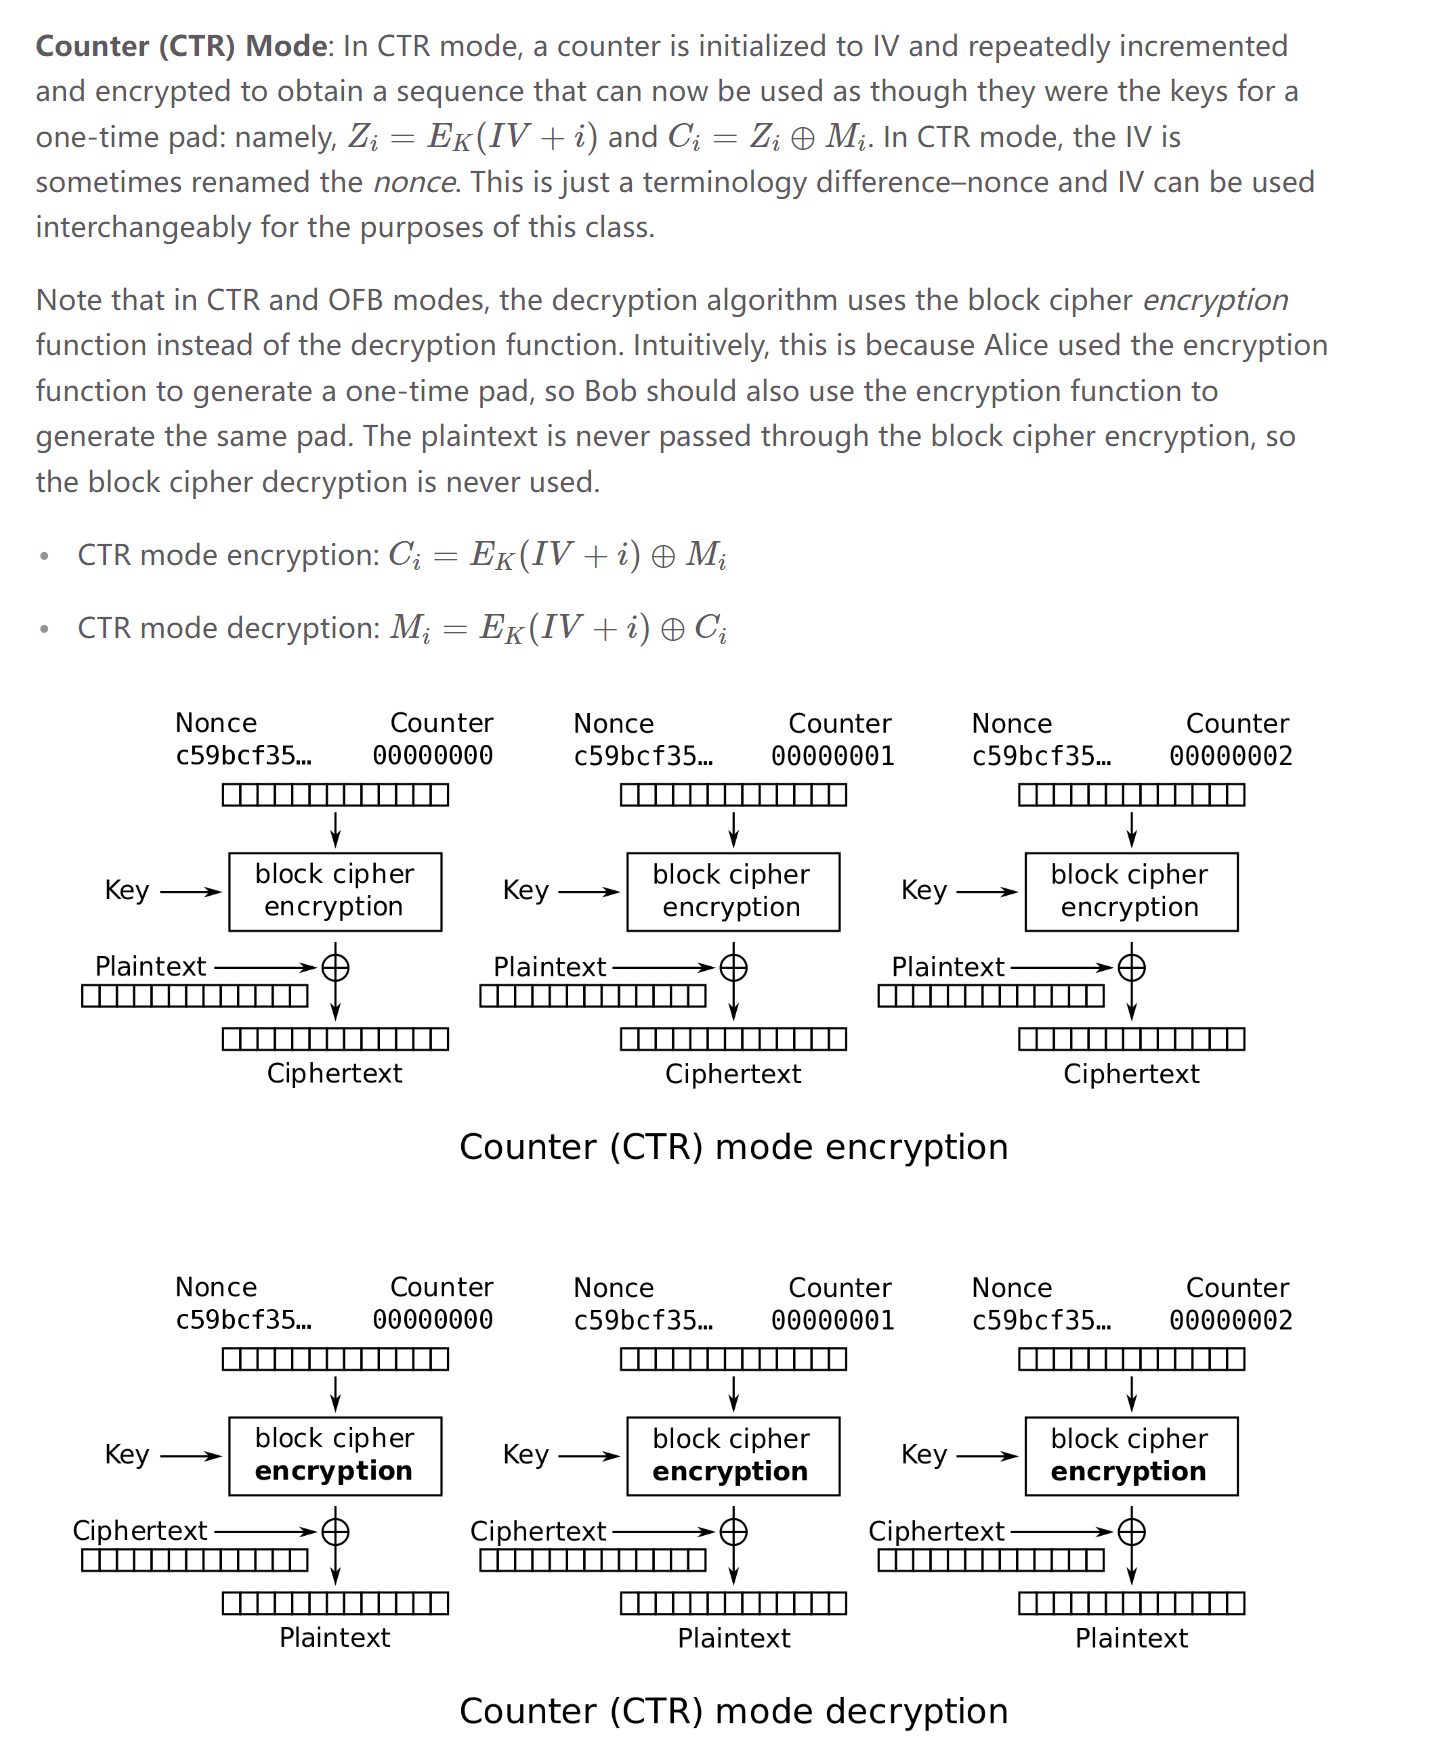 Counter (CTR) Mode: In CTR mode, a counter is initialized to IV and repeatedly incremented
and encrypted to obtain a sequence that can now be used as though they were the keys for a
one-time pad: namely, Z_i = E_K(IV + i) and C_i = Z_i ⊕ M_i. In CTR mode, the IV is
sometimes renamed the nonce. This is just a terminology difference–nonce and IV can be used
interchangeably for the purposes of this class.
Note that in CTR and OFB modes, the decryption algorithm uses the block cipher encryption
function instead of the decryption function. Intuitively, this is because Alice used the encryption
function to generate a one-time pad, so Bob should also use the encryption function to
generate the same pad. The plaintext is never passed through the block cipher encryption, so
the block cipher decryption is never used.
• CTR mode encryption: C_i = E_K(IV + i) ⊕ M_i
• CTR mode decryption: M_i = E_K(IV + i) ⊕ C_i
Nonce Counter Nonce Counter Nonce Counter
c59bcf35… 00000000 c59bcf35… 00000001 c59bcf35… 00000002
block cipher block cipher block cipher
Key Key Key
encryption encryption encryption
Plaintext Plaintext Plaintext
Ciphertext Ciphertext Ciphertext
Counter (CTR) mode encryption
Nonce Counter Nonce Counter Nonce Counter
c59bcf35… 00000000 c59bcf35… 00000001 c59bcf35… 00000002
block cipher block cipher block cipher
Key Key Key
encryption encryption encryption
Ciphertext Ciphertext Ciphertext
Plaintext Plaintext Plaintext
Counter (CTR) mode decryption